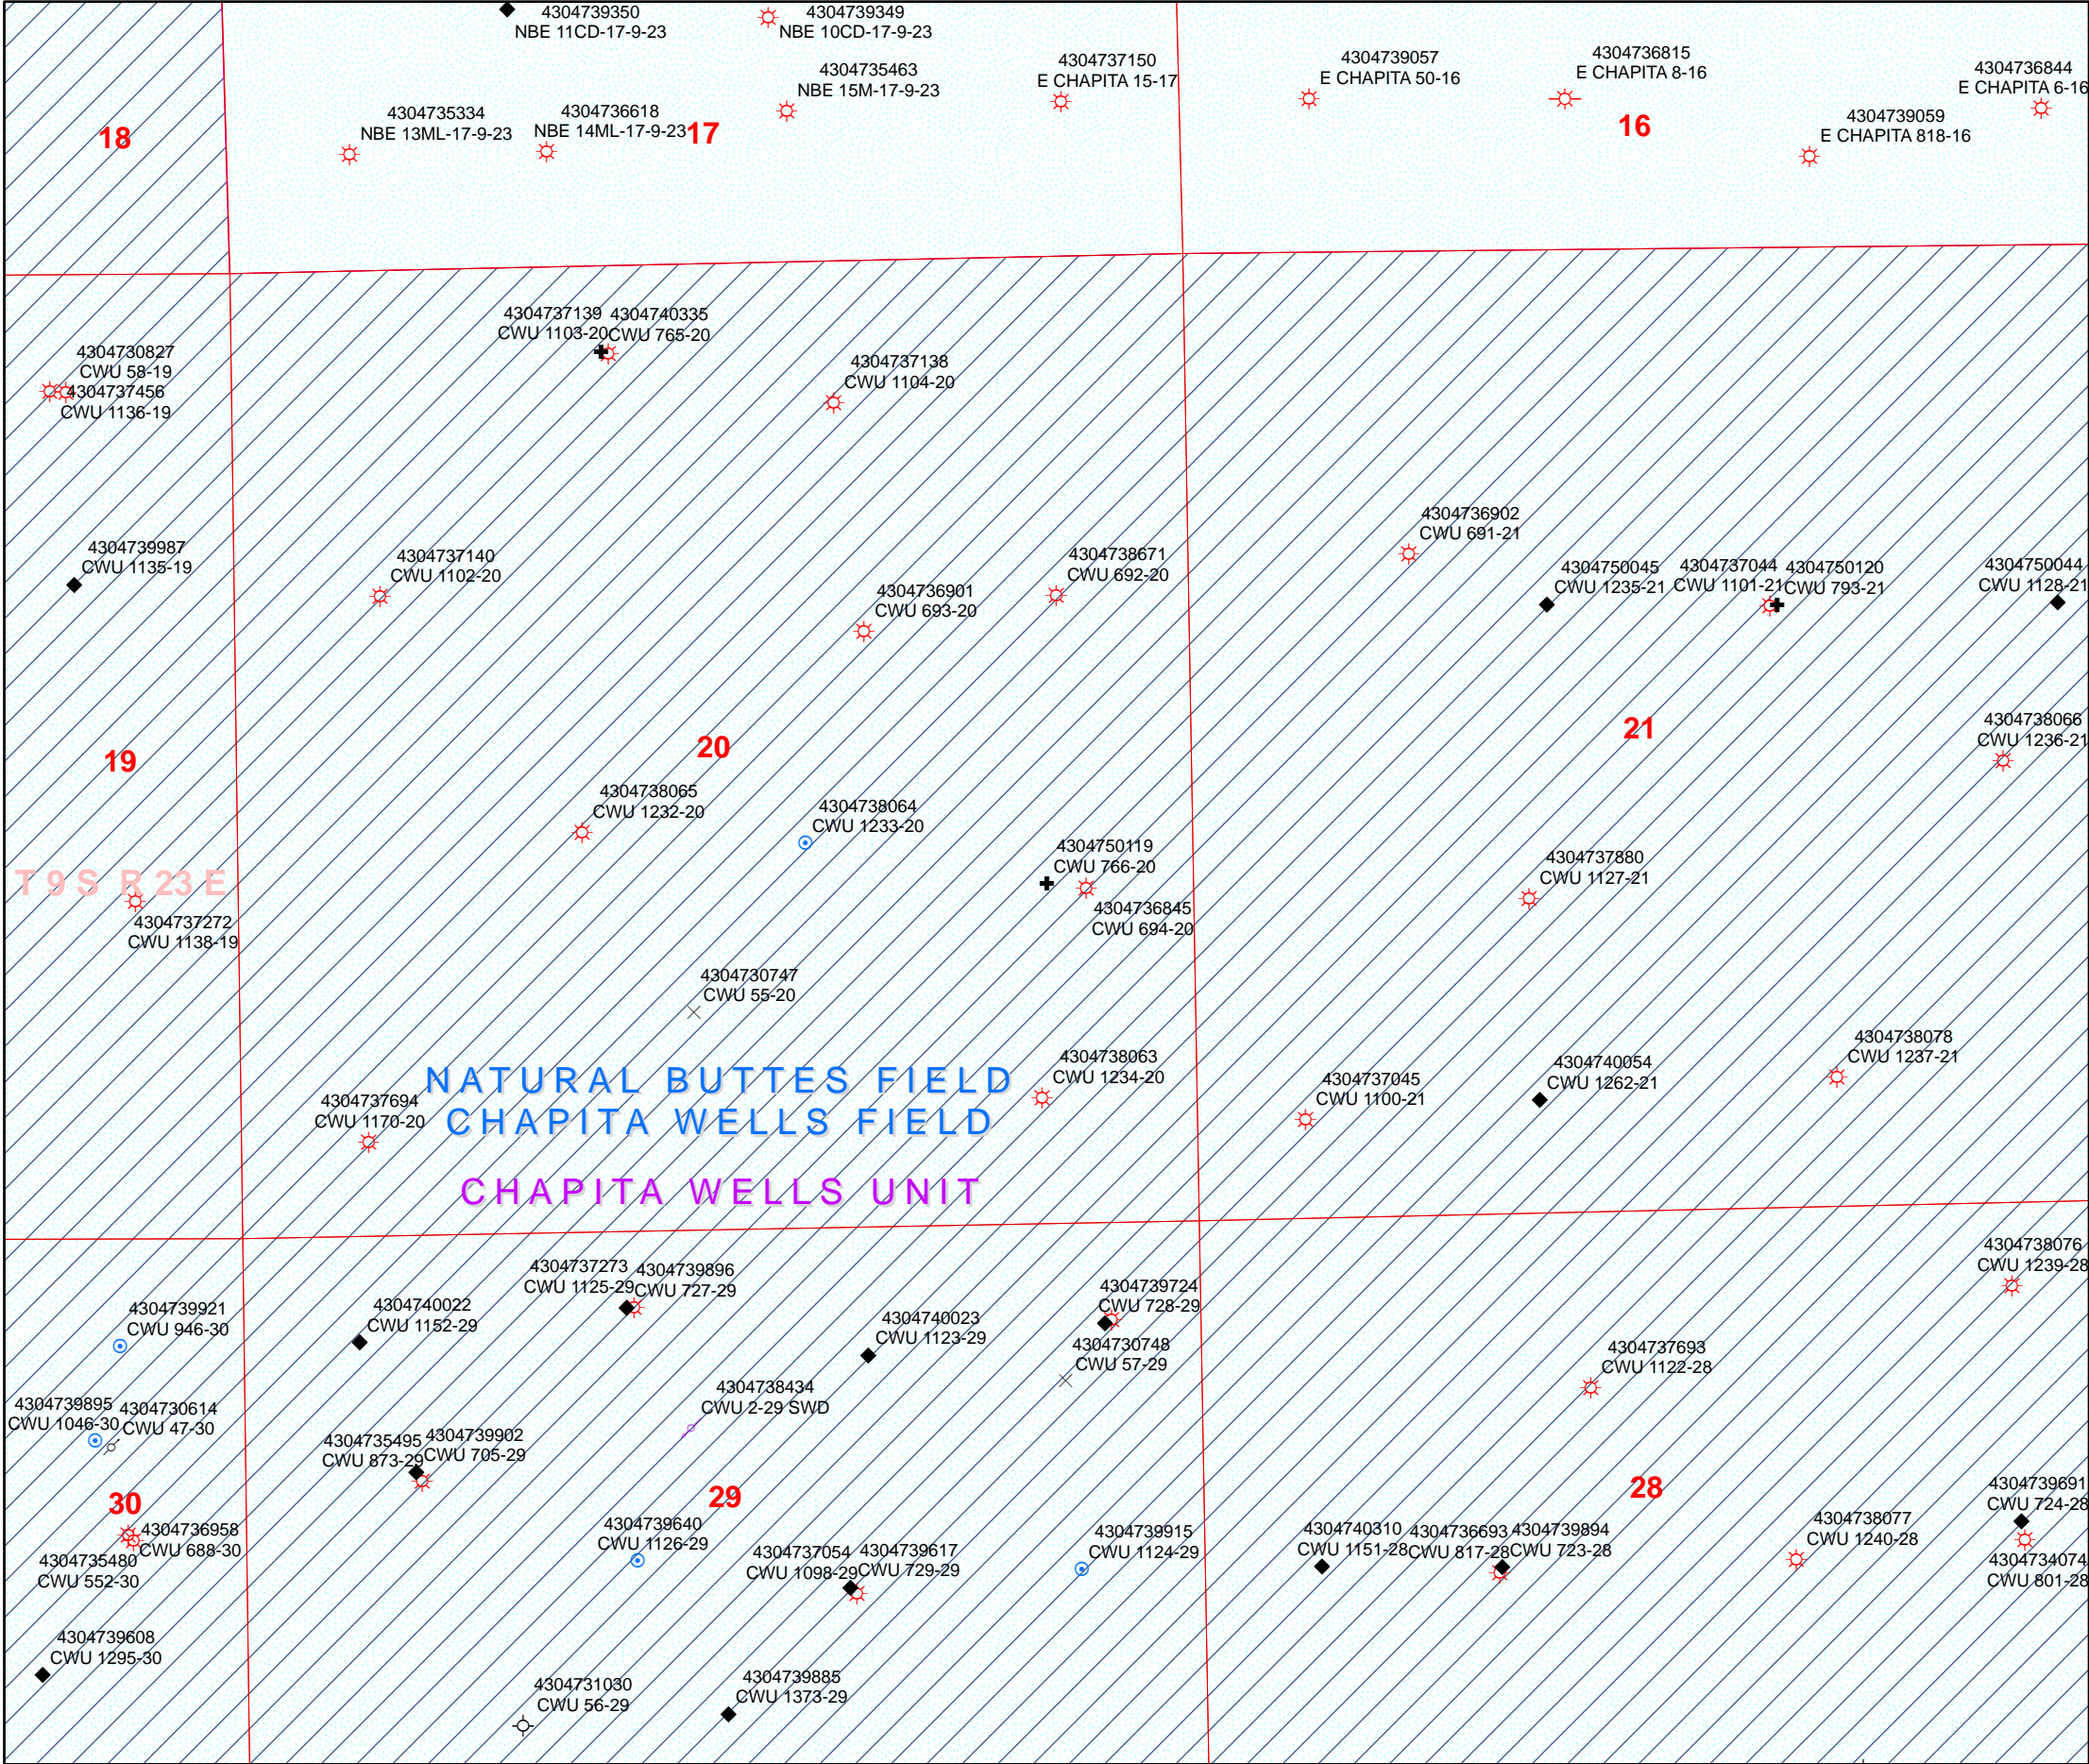 4304739350
NBE 11CD-17-9-23
4304739349
NBE 10CD-17-9-23
4304735463
NBE 15M-17-9-23
4304737150
E CHAPITA 15-17
4304739057
E CHAPITA 50-16
4304736815
E CHAPITA 8-16
4304736844
E CHAPITA 6-16
4304735334
NBE 13ML-17-9-23
4304736618
NBE 14ML-17-9-23
4304739059
E CHAPITA 818-16
18
17
16
4304737139
CWU 1103-20
4304740335
CWU 765-20
4304730827
CWU 58-19
4304737456
CWU 1136-19
4304737138
CWU 1104-20
4304736902
CWU 691-21
4304739987
CWU 1135-19
4304737140
CWU 1102-20
4304738671
CWU 692-20
4304736901
CWU 693-20
4304750045
CWU 1235-21
4304737044
CWU 1101-21
4304750120
CWU 793-21
4304750044
CWU 1128-21
4304738066
CWU 1236-21
19
20
21
4304738065
CWU 1232-20
4304738064
CWU 1233-20
4304750119
CWU 766-20
4304736845
CWU 694-20
4304737880
CWU 1127-21
T 9 S R 23 E
4304737272
CWU 1138-19
4304730747
CWU 55-20
4304738063
CWU 1234-20
4304737045
CWU 1100-21
4304740054
CWU 1262-21
4304738078
CWU 1237-21
4304737694
CWU 1170-20
NATURAL BUTTES FIELD
CHAPITA WELLS FIELD
CHAPITA WELLS UNIT
4304738076
CWU 1239-28
4304737273
CWU 1125-29
4304739896
CWU 727-29
4304739724
CWU 728-29
4304739921
CWU 946-30
4304740022
CWU 1152-29
4304740023
CWU 1123-29
4304730748
CWU 57-29
4304737693
CWU 1122-28
4304738434
CWU 2-29 SWD
4304739895
CWU 1046-30
4304730614
CWU 47-30
4304735495
CWU 873-29
4304739902
CWU 705-29
30
29
28
4304739691
CWU 724-28
4304736958
CWU 688-30
4304735480
CWU 552-30
4304739640
CWU 1126-29
4304737054
CWU 1098-29
4304739617
CWU 729-29
4304739915
CWU 1124-29
4304740310
CWU 1151-28
4304736693
CWU 817-28
4304739894
CWU 723-28
4304738077
CWU 1240-28
4304734074
CWU 801-28
4304739608
CWU 1295-30
4304731030
CWU 56-29
4304739885
CWU 1373-29